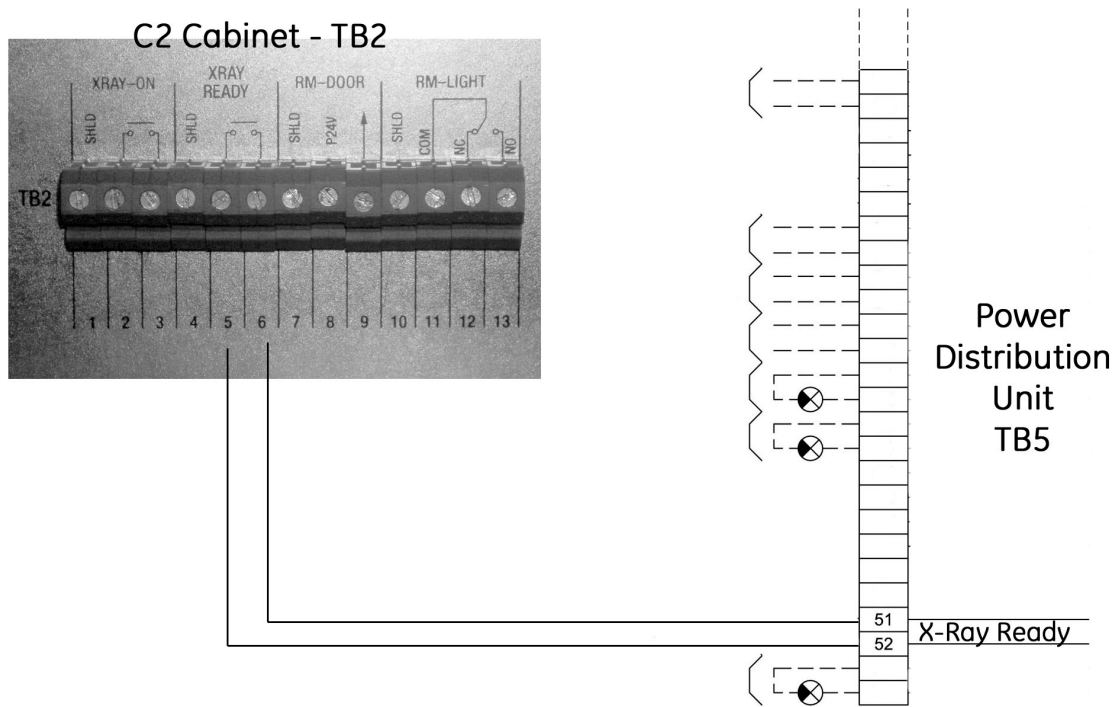 C2 Cabinet - TB2
XRAY-ON
XRAY
READY
RM-DOOR
RM-LIGHT
SHLD
SHLD
SHLD
P24V
SHLD
COM
NC
NO
TB2
1 2 3 4 5 6 7 8 9 10 11 12 13
Power
Distribution
Unit
TB5
51
X-Ray Ready
52